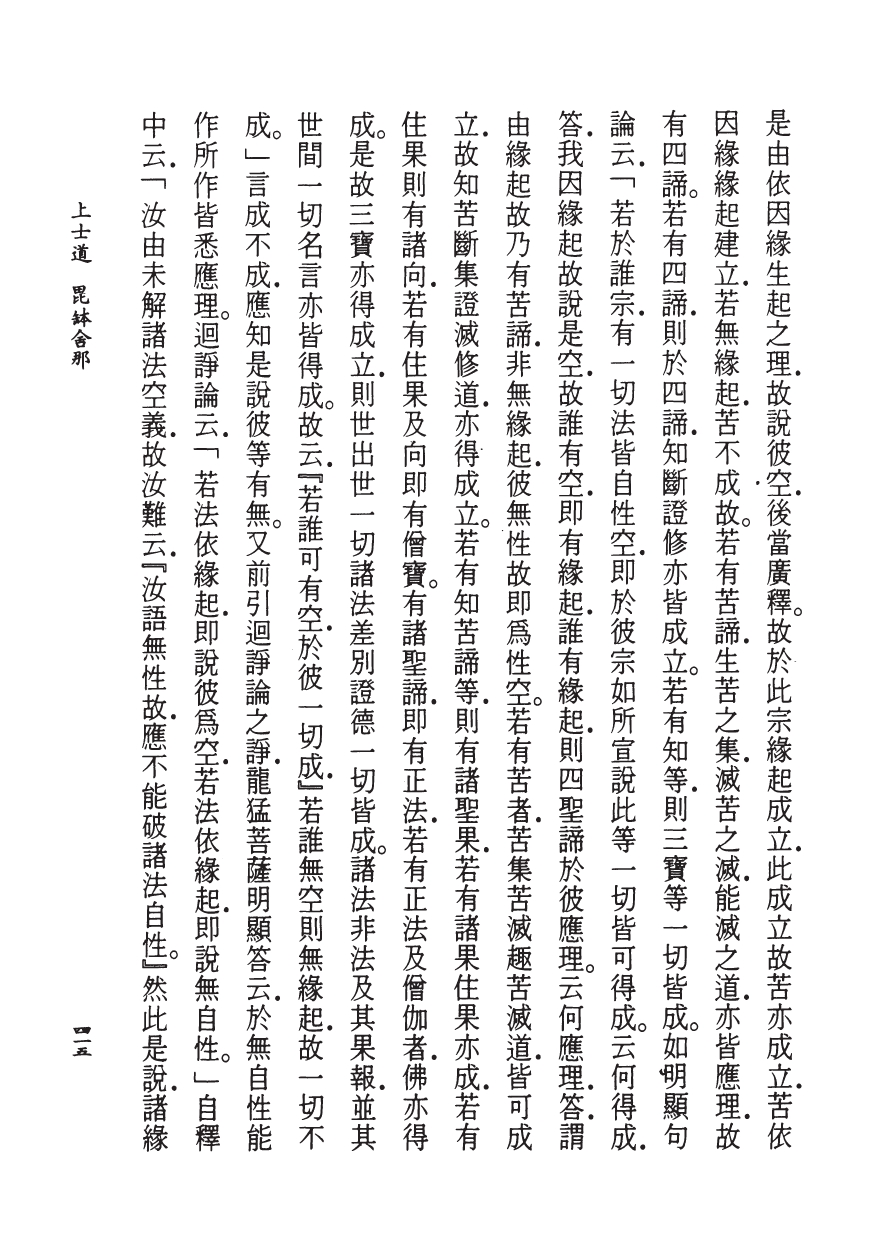 是由依因緣生起之理．故說彼空．後當廣釋。故於此宗緣起成立．此成立故苦亦成立．苦依
因緣緣起建立．若無緣起．苦不成故。若有苦諦．生苦之集．滅苦之滅．能滅之道．亦皆應理．故
有四諦。若有四諦．則於四諦．知斷證修亦皆成立。若有知等．則三寶等一切皆成。如明顯句
論云．「若於誰宗．有一切法皆自性空．即於彼宗如所宣說此等一切皆可得成。云何得成．
答．我因緣起故說是空．故誰有空．即有緣起．誰有緣起．則四聖諦於彼應理。云何應理．答．謂
由緣起故乃有苦諦．非無緣起．彼無性故即爲性空。若有苦者．苦集苦滅趣苦滅道．皆可成
立．故知苦斷集證滅修道．亦得成立。若有知苦諦等．則有諸聖果．若有諸果住果亦成．若有
住果則有諸向．若有住果及向即有僧寶。有諸聖諦．即有正法．若有正法及僧伽者．佛亦得
成。是故三寶亦得成立．則世出世一切諸法差別證德一切皆成。諸法非法及其果報．並其
世間一切名言亦皆得成。故云．『若誰可有空．於彼一切成．』若誰無空則無緣起．故一切不
成。」言成不成．應知是說彼等有無。又前引迴諍論之諍．龍猛菩薩明顯答云．於無自性能
作所作皆悉應理。迴諍論云．「若法依緣起．即說彼爲空．若法依緣起．即說無自性。」自釋
中云．「汝由未解諸法空義．故汝難云．『汝語無性故．應不能破諸法自性。』然此是說．諸緣
上士道　毘鉢舍那
四一五